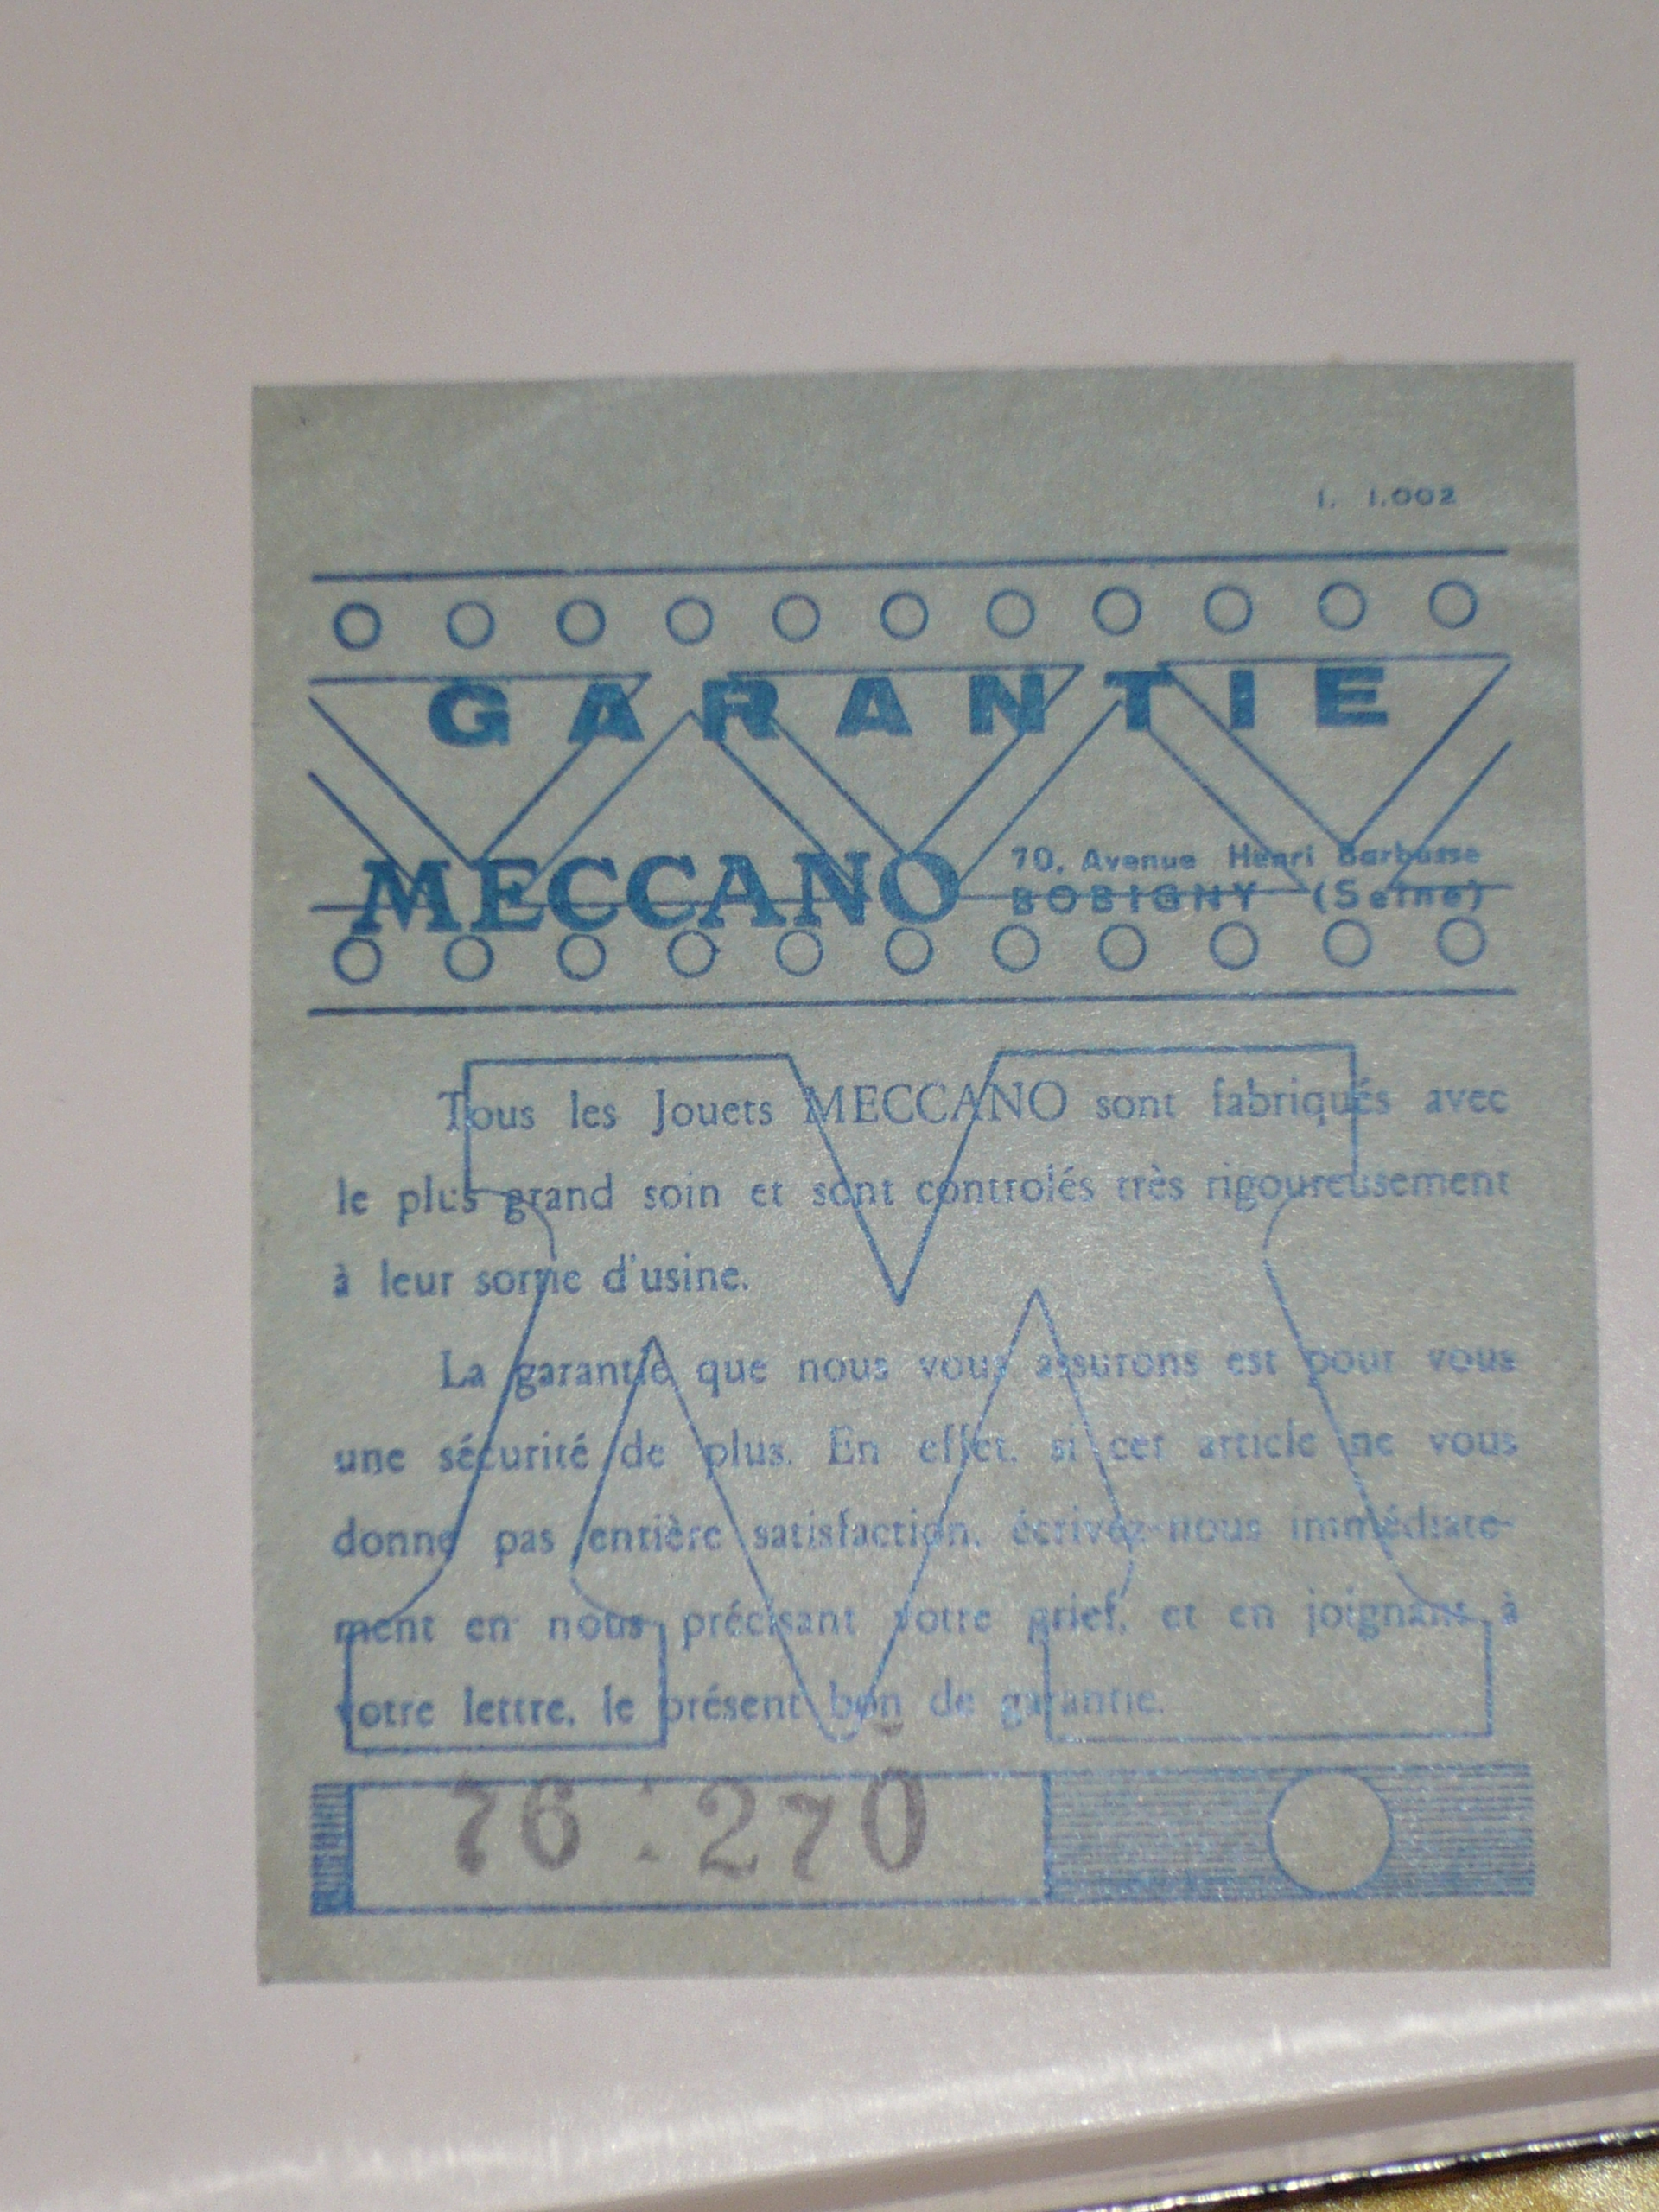 I. 1.002
GARANTIE
MECCANO
70, Avenue Henri Barbusse
BOBIGNY (Seine)
Tous les Jouets MECCANO sont fabriqués avec
le plus grand soin et sont controlés très rigoureusement
à leur sortie d'usine.
La garantie que nous vous assurons est pour vous
une sécurité de plus. En effet, si cet article ne vous
donne pas entière satisfaction, écrivez-nous immédiate-
ment en nous précisant votre grief, et en joignant à
votre lettre, le présent bon de garantie.
76.270